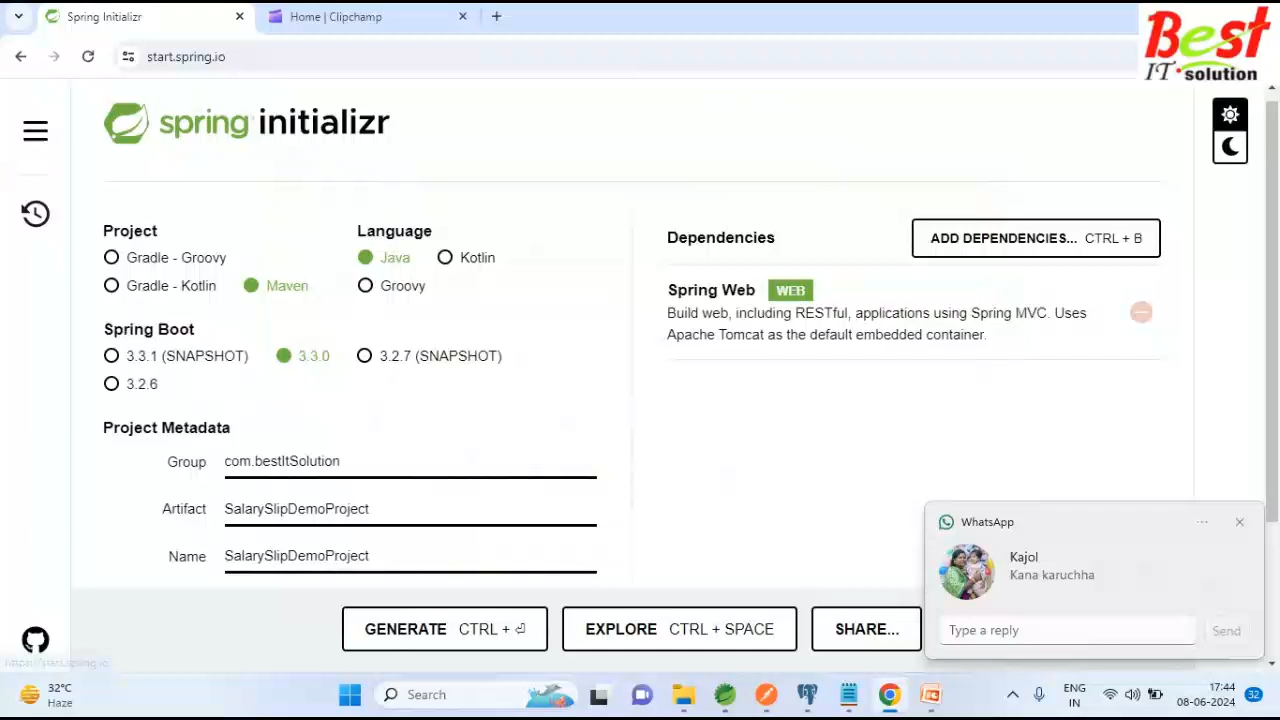 Spring Initializr
Home | Clipchamp
start.spring.io
Best
IT solution
spring initializr
Project
Gradle - Groovy
Gradle - Kotlin
Maven
Language
Java
Kotlin
Groovy
Spring Boot
3.3.1 (SNAPSHOT)
3.3.0
3.2.7 (SNAPSHOT)
3.2.6
Project Metadata
Group com.bestItSolution
Artifact SalarySlipDemoProject
Name SalarySlipDemoProject
Dependencies
ADD DEPENDENCIES... CTRL + B
Spring Web WEB
Build web, including RESTful, applications using Spring MVC. Uses
Apache Tomcat as the default embedded container.
GENERATE CTRL + ⏎
EXPLORE CTRL + SPACE
SHARE...
WhatsApp
Kajol
Kana karuchha
Type a reply
Send
https://start.spring.io
32°C
Haze
Search
ENG
IN
17:44
08-06-2024
32